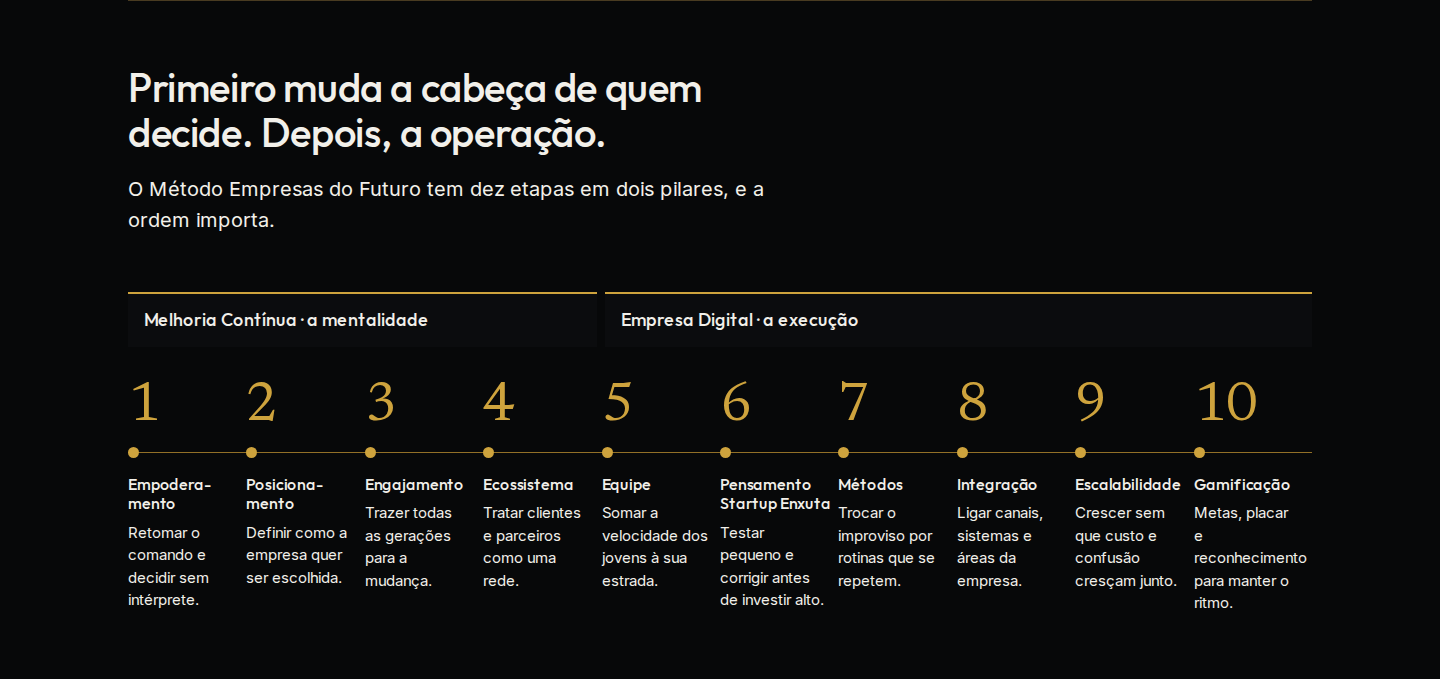 Primeiro muda a cabeça de quem
decide. Depois, a operação.
O Método Empresas do Futuro tem dez etapas em dois pilares, e a
ordem importa.
Melhoria Contínua · a mentalidade
Empresa Digital · a execução
1
2
3
4
5
6
7
8
9
10
Empodera-
mento
Retomar o
comando e
decidir sem
intérprete.
Posiciona-
mento
Definir como a
empresa quer
ser escolhida.
Engajamento
Trazer todas
as gerações
para a
mudança.
Ecossistema
Tratar clientes
e parceiros
como uma
rede.
Equipe
Somar a
velocidade dos
jovens à sua
estrada.
Pensamento
Startup Enxuta
Testar
pequeno e
corrigir antes
de investir alto.
Métodos
Trocar o
improviso por
rotinas que se
repetem.
Integração
Ligar canais,
sistemas e
áreas da
empresa.
Escalabilidade
Crescer sem
que custo e
confusão
cresçam junto.
Gamificação
Metas, placar
e
reconhecimento
para manter o
ritmo.